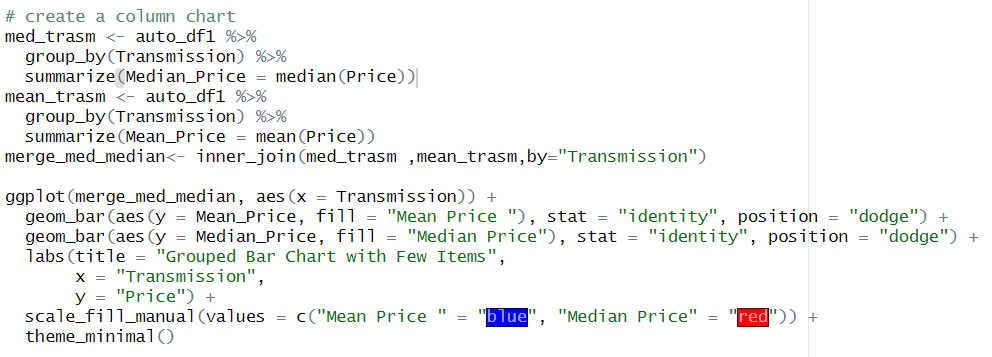 # create a column chart
med_trasm <- auto_df1 %>%
  group_by(Transmission) %>%
  summarize(Median_Price = median(Price))
mean_trasm <- auto_df1 %>%
  group_by(Transmission) %>%
  summarize(Mean_Price = mean(Price))
merge_med_median<- inner_join(med_trasm ,mean_trasm,by="Transmission")

ggplot(merge_med_median, aes(x = Transmission)) +
  geom_bar(aes(y = Mean_Price, fill = "Mean Price "), stat = "identity", position = "dodge") +
  geom_bar(aes(y = Median_Price, fill = "Median Price"), stat = "identity", position = "dodge") +
  labs(title = "Grouped Bar Chart with Few Items",
       x = "Transmission",
       y = "Price") +
  scale_fill_manual(values = c("Mean Price " = "blue", "Median Price" = "red")) +
  theme_minimal()